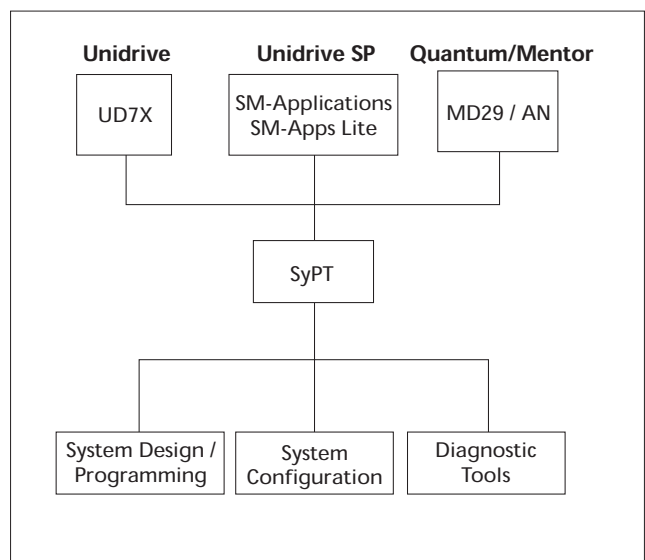 Unidrive
Unidrive SP
Quantum/Mentor
UD7X
SM-Applications
SM-Apps Lite
MD29 / AN
SyPT
System Design /
Programming
System
Configuration
Diagnostic
Tools